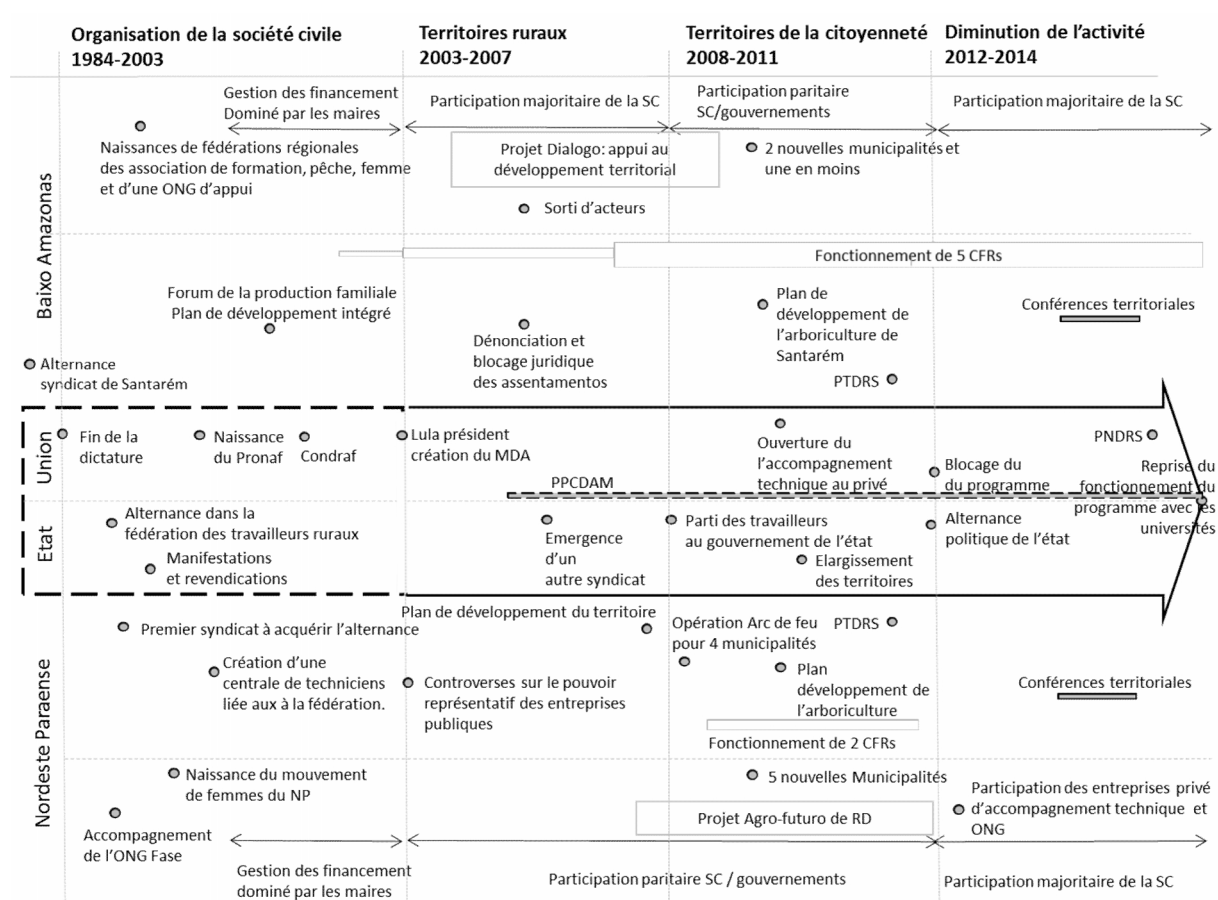 Organisation de la société civile
1984-2003
Territoires ruraux
2003-2007
Territoires de la citoyenneté
2008-2011
Diminution de l’activité
2012-2014
Baixo Amazonas
Gestion des financement
Dominé par les maires
Participation majoritaire de la SC
Participation paritaire
SC/gouvernements
Participation majoritaire de la SC
Naissances de fédérations régionales
des association de formation, pêche, femme
et d’une ONG d’appui
Projet Dialogo: appui au
développement territorial
2 nouvelles municipalités et
une en moins
Sorti d’acteurs
Fonctionnement de 5 CFRs
Forum de la production familiale
Plan de développement intégré
Dénonciation et
blocage juridique
des assentamentos
Plan de
développement de
l’arboriculture de
Santarém
Conférences territoriales
Alternance
syndicat de Santarém
PTDRS
Union
Fin de la
dictature
Naissance
du Pronaf
Condraf
Lula président
création du MDA
Ouverture du
l’accompagnement
technique au privé
PNDRS
Blocage du
du programme
Reprise du
fonctionnement du
programme avec les
universités
PPCDAM
Etat
Alternance dans la
fédération des travailleurs ruraux
Manifestations
et revendications
Emergence
d’un
autre syndicat
Parti des travailleurs
au gouvernement de l’état
Elargissement
des territoires
Alternance
politique de l’état
Nordeste Paraense
Premier syndicat à acquérir l’alternance
Plan de développement du territoire
Opération Arc de feu
pour 4 municipalités
PTDRS
Création d’une
centrale de techniciens
liée aux à la fédération.
Controverses sur le pouvoir
représentatif des entreprises
publiques
Plan
développement de
l’arboriculture
Conférences territoriales
Fonctionnement de 2 CFRs
Naissance du mouvement
de femmes du NP
5 nouvelles Municipalités
Accompagnement
de l’ONG Fase
Projet Agro-futuro de RD
Participation des entreprises privé
d’accompagnement technique et
ONG
Gestion des financement
dominé par les maires
Participation paritaire SC / gouvernements
Participation majoritaire de la SC